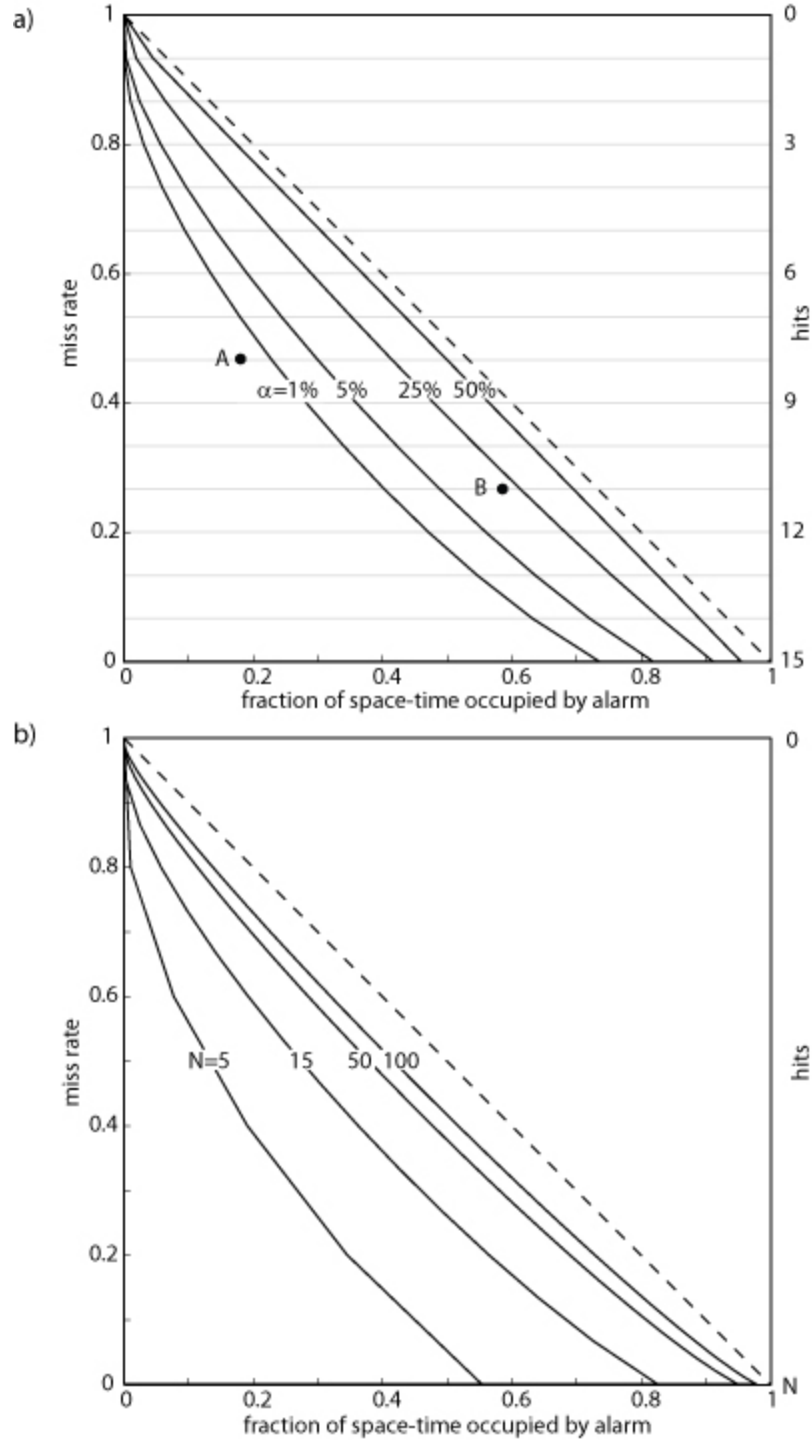 a)
1 0
0.8 3
0.6 6
miss rate
hits
A
α=1% 5% 25% 50%
0.4 9
B
0.2 12
0 15
0 0.2 0.4 0.6 0.8 1
fraction of space-time occupied by alarm
b)
1 0
0.8
0.6
miss rate
hits
N=5 15 50 100
0.4
0.2
0 N
0 0.2 0.4 0.6 0.8 1
fraction of space-time occupied by alarm